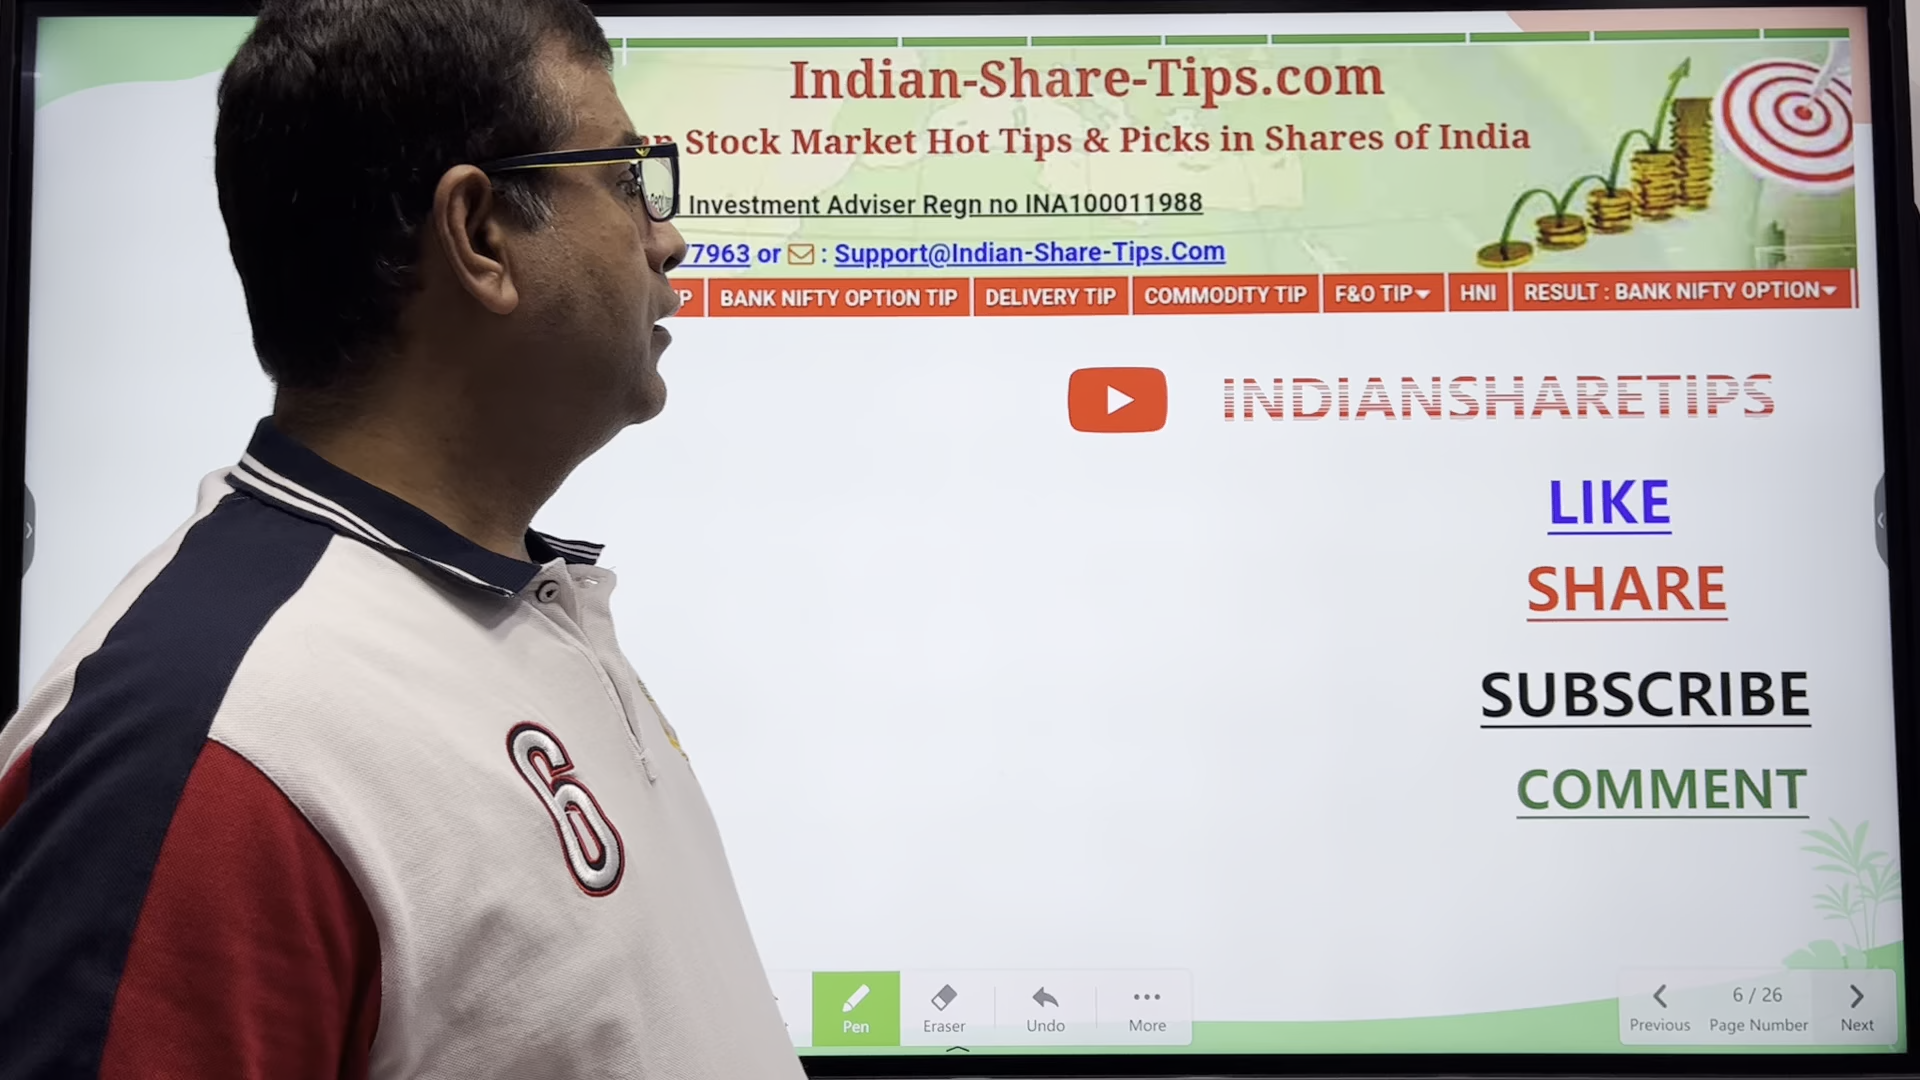 Indian-Share-Tips.com
Stock Market Hot Tips & Picks in Shares of India
Investment Adviser Regn no INA100011988
77963 or : Support@Indian-Share-Tips.Com
BANK NIFTY OPTION TIP DELIVERY TIP COMMODITY TIP F&O TIP HNI RESULT : BANK NIFTY OPTION
INDIANSHARETIPS
LIKE
SHARE
SUBSCRIBE
COMMENT
6
Pen Eraser Undo More
6 / 26
Previous Page Number Next